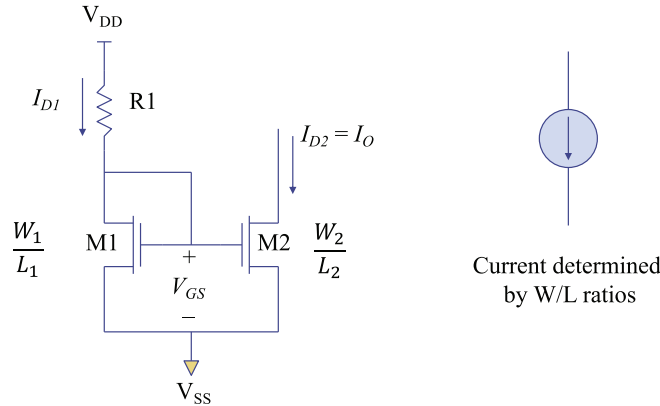 V_DD
I_D1
R1
I_D2 = I_O
W_1
L_1
M1
M2
W_2
L_2
+
V_GS
–
V_SS
Current determined
by W/L ratios